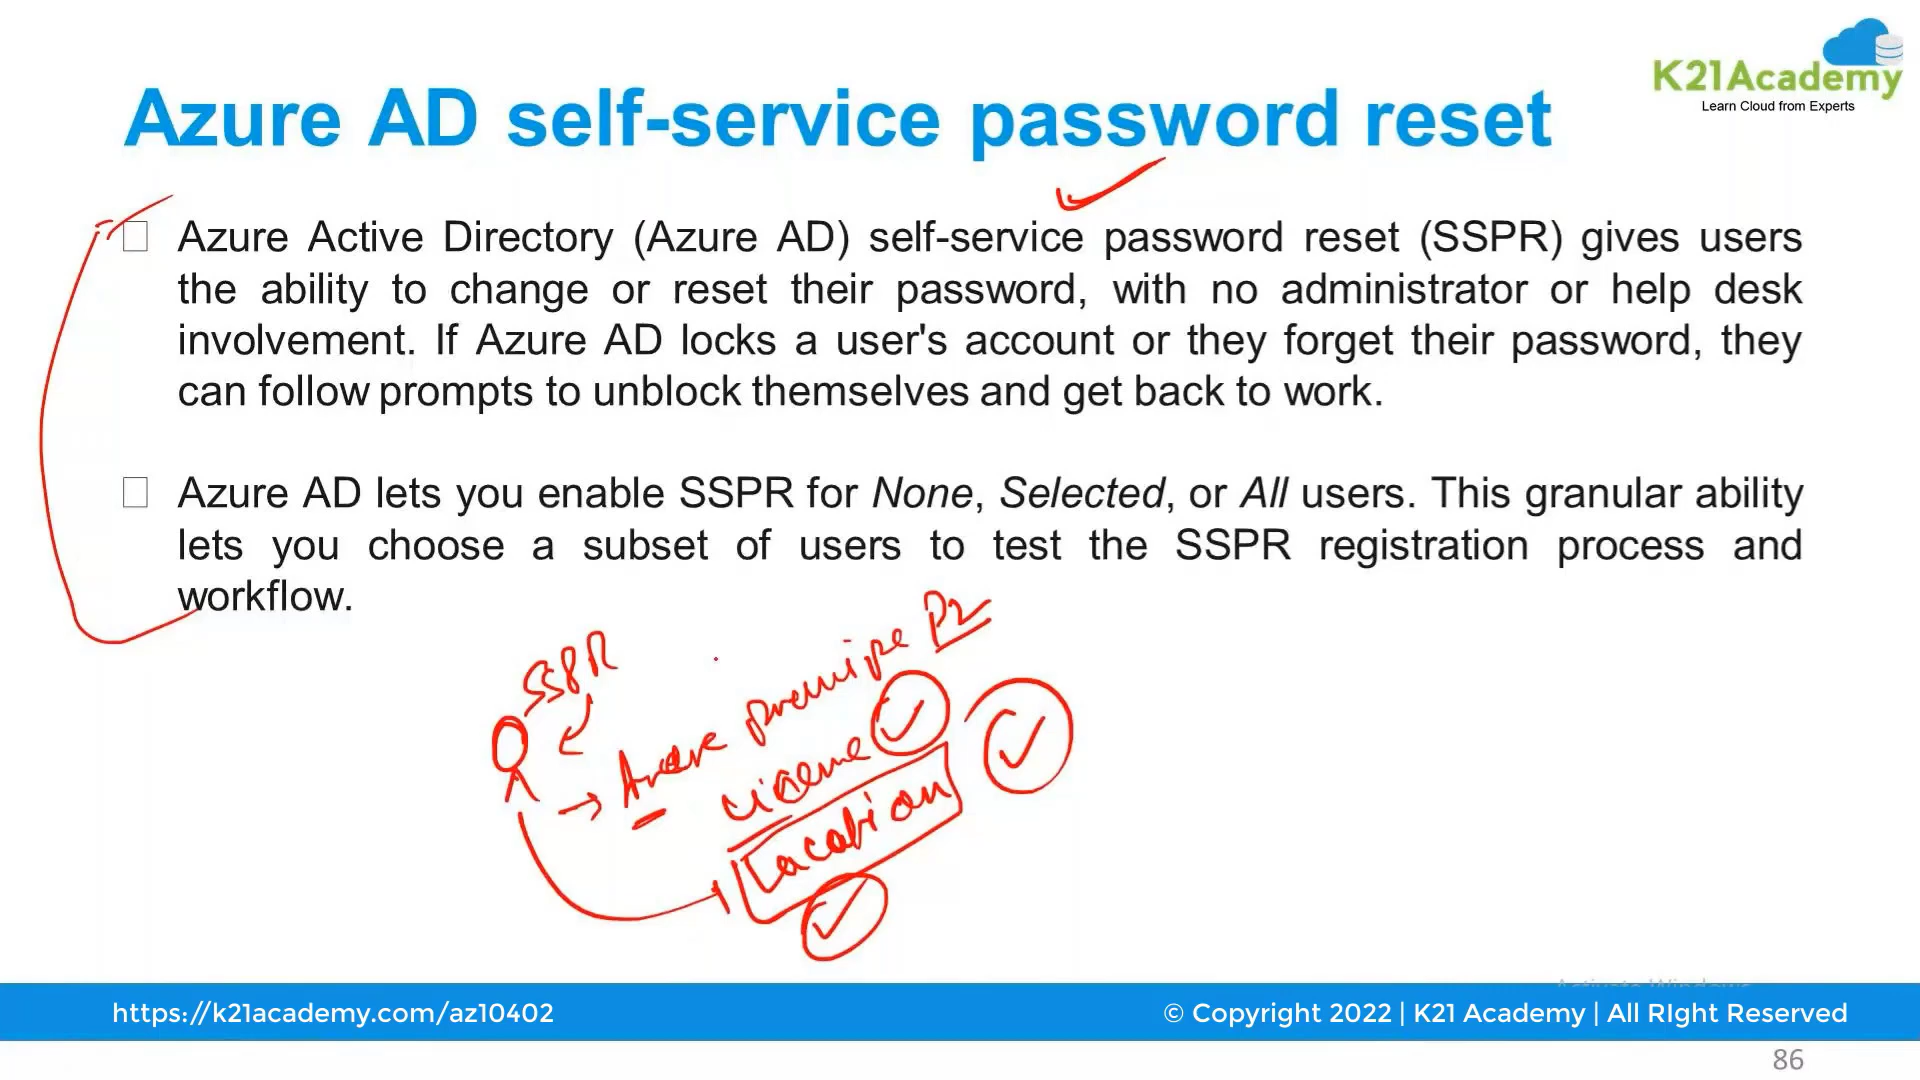 K21Academy
Learn Cloud from Experts
Azure AD self-service password reset
Azure Active Directory (Azure AD) self-service password reset (SSPR) gives users
the ability to change or reset their password, with no administrator or help desk
involvement. If Azure AD locks a user's account or they forget their password, they
can follow prompts to unblock themselves and get back to work.
Azure AD lets you enable SSPR for None, Selected, or All users. This granular ability
lets you choose a subset of users to test the SSPR registration process and
workflow.
SSPR
P2
Location
https://k21academy.com/az10402
© Copyright 2022 | K21 Academy | All RIght Reserved
86